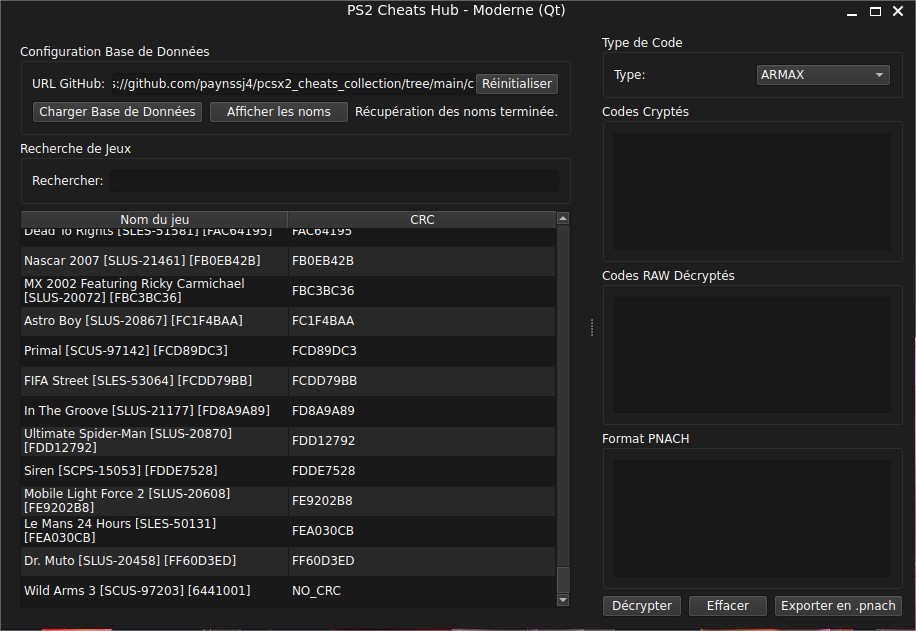 PS2 Cheats Hub - Moderne (Qt)
Configuration Base de Données
URL GitHub: ://github.com/paynssj4/pcsx2_cheats_collection/tree/main/c Réinitialiser
Charger Base de Données Afficher les noms Récupération des noms terminée.
Recherche de Jeux
Rechercher:
Nom du jeu CRC
Dead To Rights [SLES-51581] [FAC64195] FAC64195
Nascar 2007 [SLUS-21461] [FB0EB42B] FB0EB42B
MX 2002 Featuring Ricky Carmichael
[SLUS-20072] [FBC3BC36] FBC3BC36
Astro Boy [SLUS-20867] [FC1F4BAA] FC1F4BAA
Primal [SCUS-97142] [FCD89DC3] FCD89DC3
FIFA Street [SLES-53064] [FCDD79BB] FCDD79BB
In The Groove [SLUS-21177] [FD8A9A89] FD8A9A89
Ultimate Spider-Man [SLUS-20870]
[FDD12792] FDD12792
Siren [SCPS-15053] [FDDE7528] FDDE7528
Mobile Light Force 2 [SLUS-20608]
[FE9202B8] FE9202B8
Le Mans 24 Hours [SLES-50131]
[FEA030CB] FEA030CB
Dr. Muto [SLUS-20458] [FF60D3ED] FF60D3ED
Wild Arms 3 [SCUS-97203] [6441001] NO_CRC
Type de Code
Type: ARMAX
Codes Cryptés
Codes RAW Décryptés
Format PNACH
Décrypter Effacer Exporter en .pnach